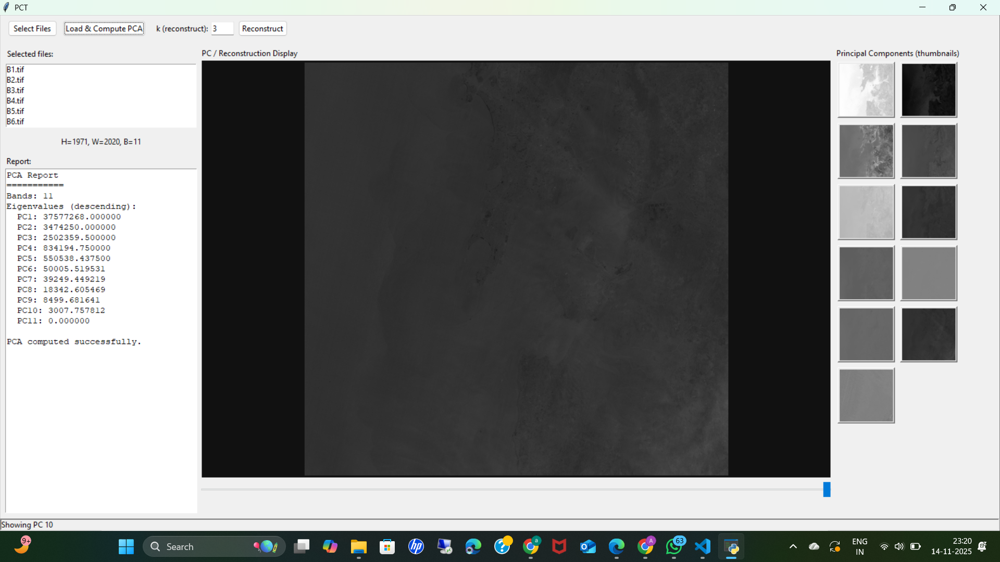 PCT
Select Files
Load & Compute PCA
k (reconstruct): 3
Reconstruct
Selected files:
B1.tif
B2.tif
B3.tif
B4.tif
B5.tif
B6.tif
H=1971, W=2020, B=11
Report:
PCA Report
===========
Bands: 11
Eigenvalues (descending):
PC1: 37577268.000000
PC2: 3474250.000000
PC3: 2502359.500000
PC4: 834194.750000
PC5: 550538.437500
PC6: 50005.519531
PC7: 39249.449219
PC8: 18342.605469
PC9: 8499.681641
PC10: 3007.757812
PC11: 0.000000
PCA computed successfully.
PC / Reconstruction Display
Principal Components (thumbnails)
Showing PC 10
9+
Search
hp
a
A
63
ENG
IN
23:20
14-11-2025